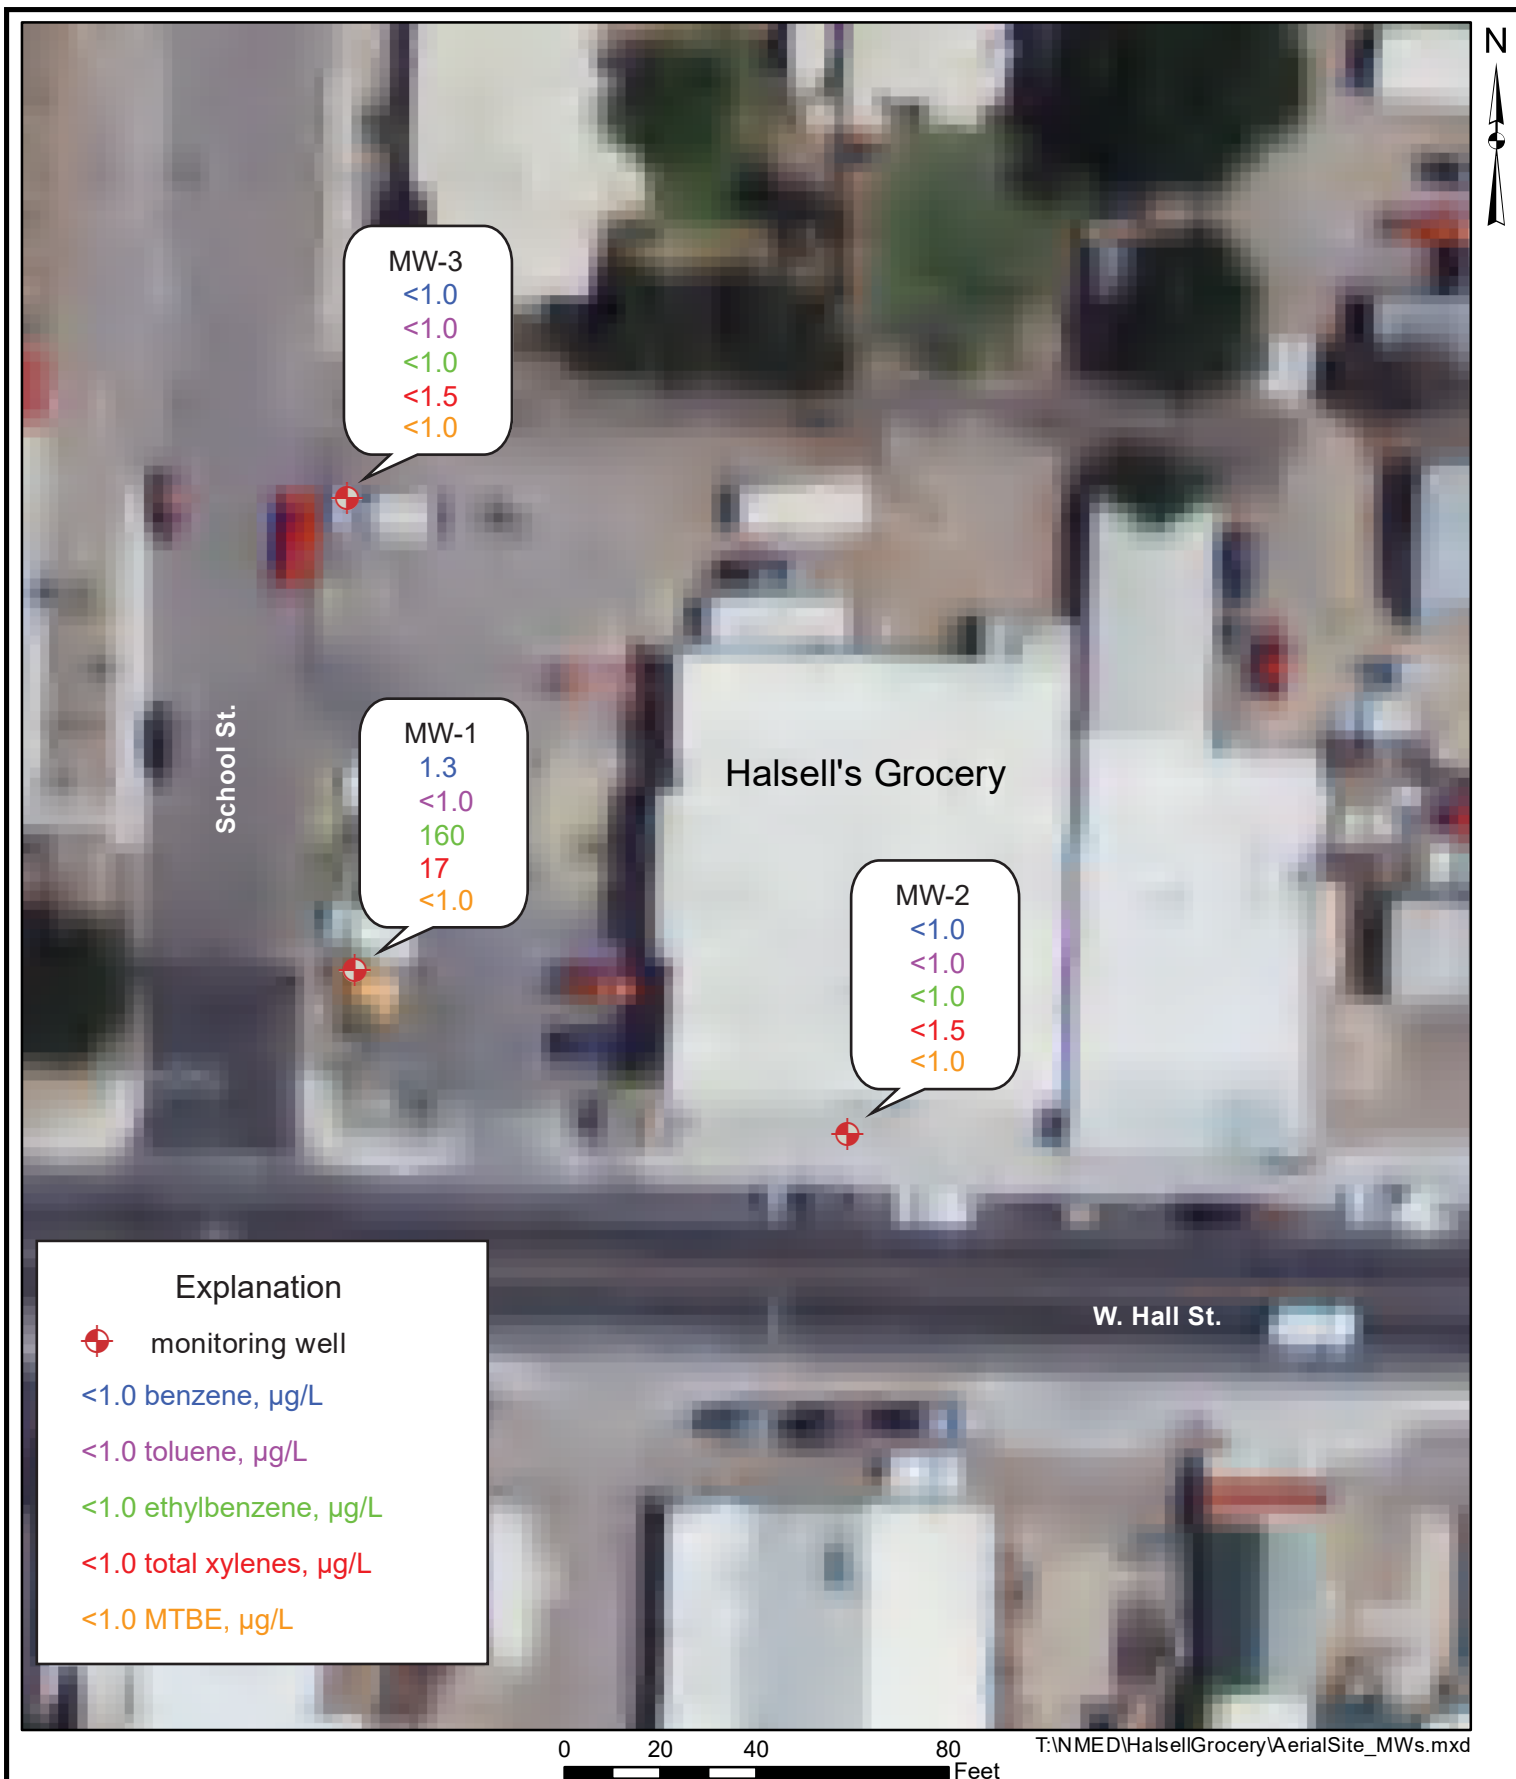 N
MW-3
<1.0
<1.0
<1.0
<1.5
<1.0
School St.
MW-1
1.3
<1.0
160
17
<1.0
Halsell's Grocery
MW-2
<1.0
<1.0
<1.0
<1.5
<1.0
W. Hall St.
Explanation
monitoring well
<1.0 benzene, µg/L
<1.0 toluene, µg/L
<1.0 ethylbenzene, µg/L
<1.0 total xylenes, µg/L
<1.0 MTBE, µg/L
0 20 40 80
Feet
T:\NMED\HalsellGrocery\AerialSite_MWs.mxd